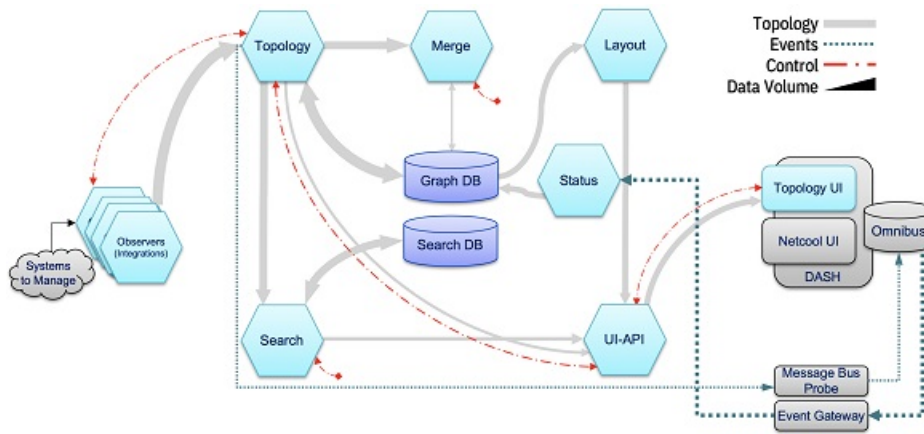 Topology
Merge
Layout
Topology
Events
Control
Data Volume
Graph DB
Status
Topology UI
Observers
(Integrations)
Search DB
Netcool UI
Omnibus
Systems
to Manage
DASH
Search
UI-API
Message Bus
Probe
Event Gateway